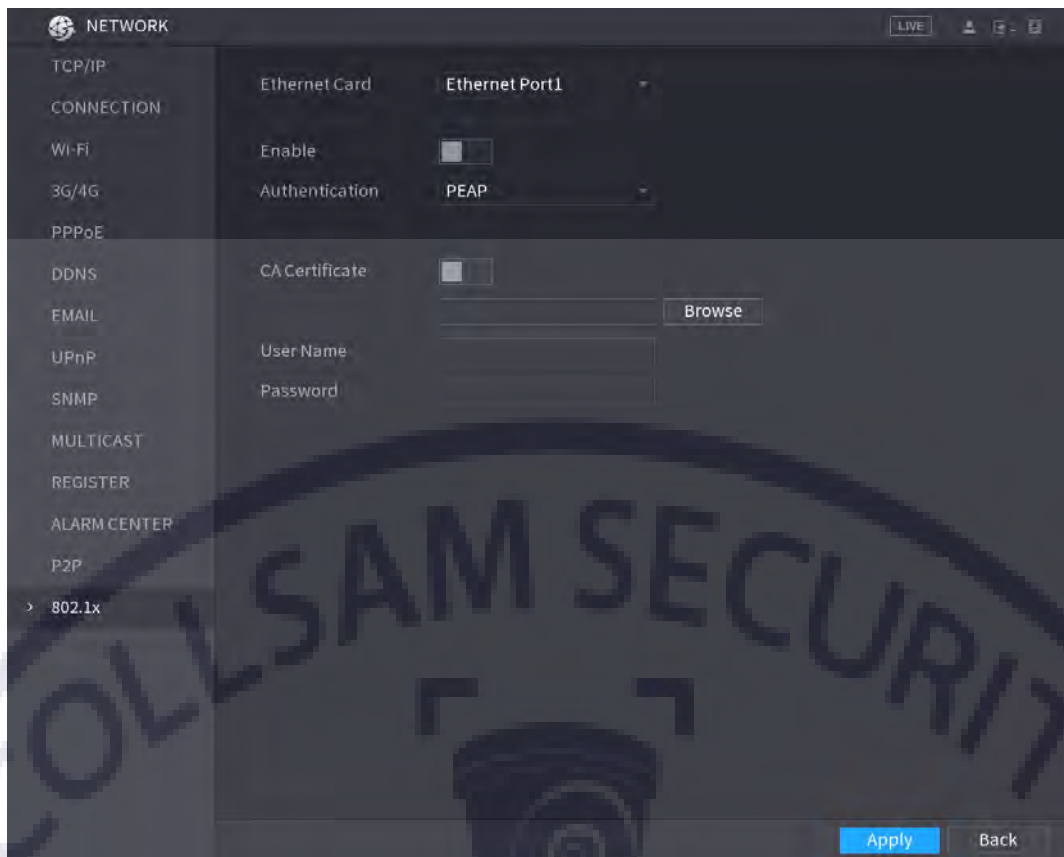 NETWORK
LIVE
TCP/IP
CONNECTION
Wi-Fi
3G/4G
PPPoE
DDNS
EMAIL
UPnP
SNMP
MULTICAST
REGISTER
ALARM CENTER
P2P
802.1x
Ethernet Card Ethernet Port1
Enable
Authentication PEAP
CA Certificate
Browse
User Name
Password
COLLSAM SECURIT
Apply Back